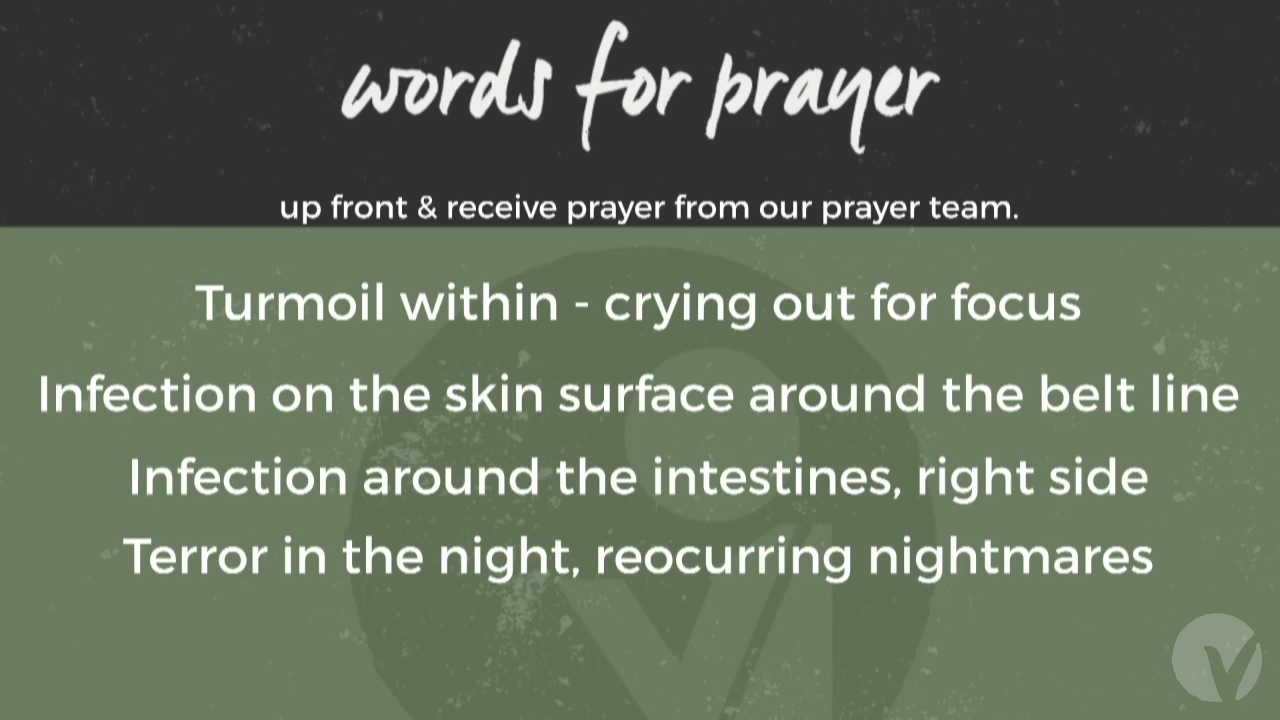 words for prayer
up front & receive prayer from our prayer team.
Turmoil within - crying out for focus
Infection on the skin surface around the belt line
Infection around the intestines, right side
Terror in the night, reocurring nightmares